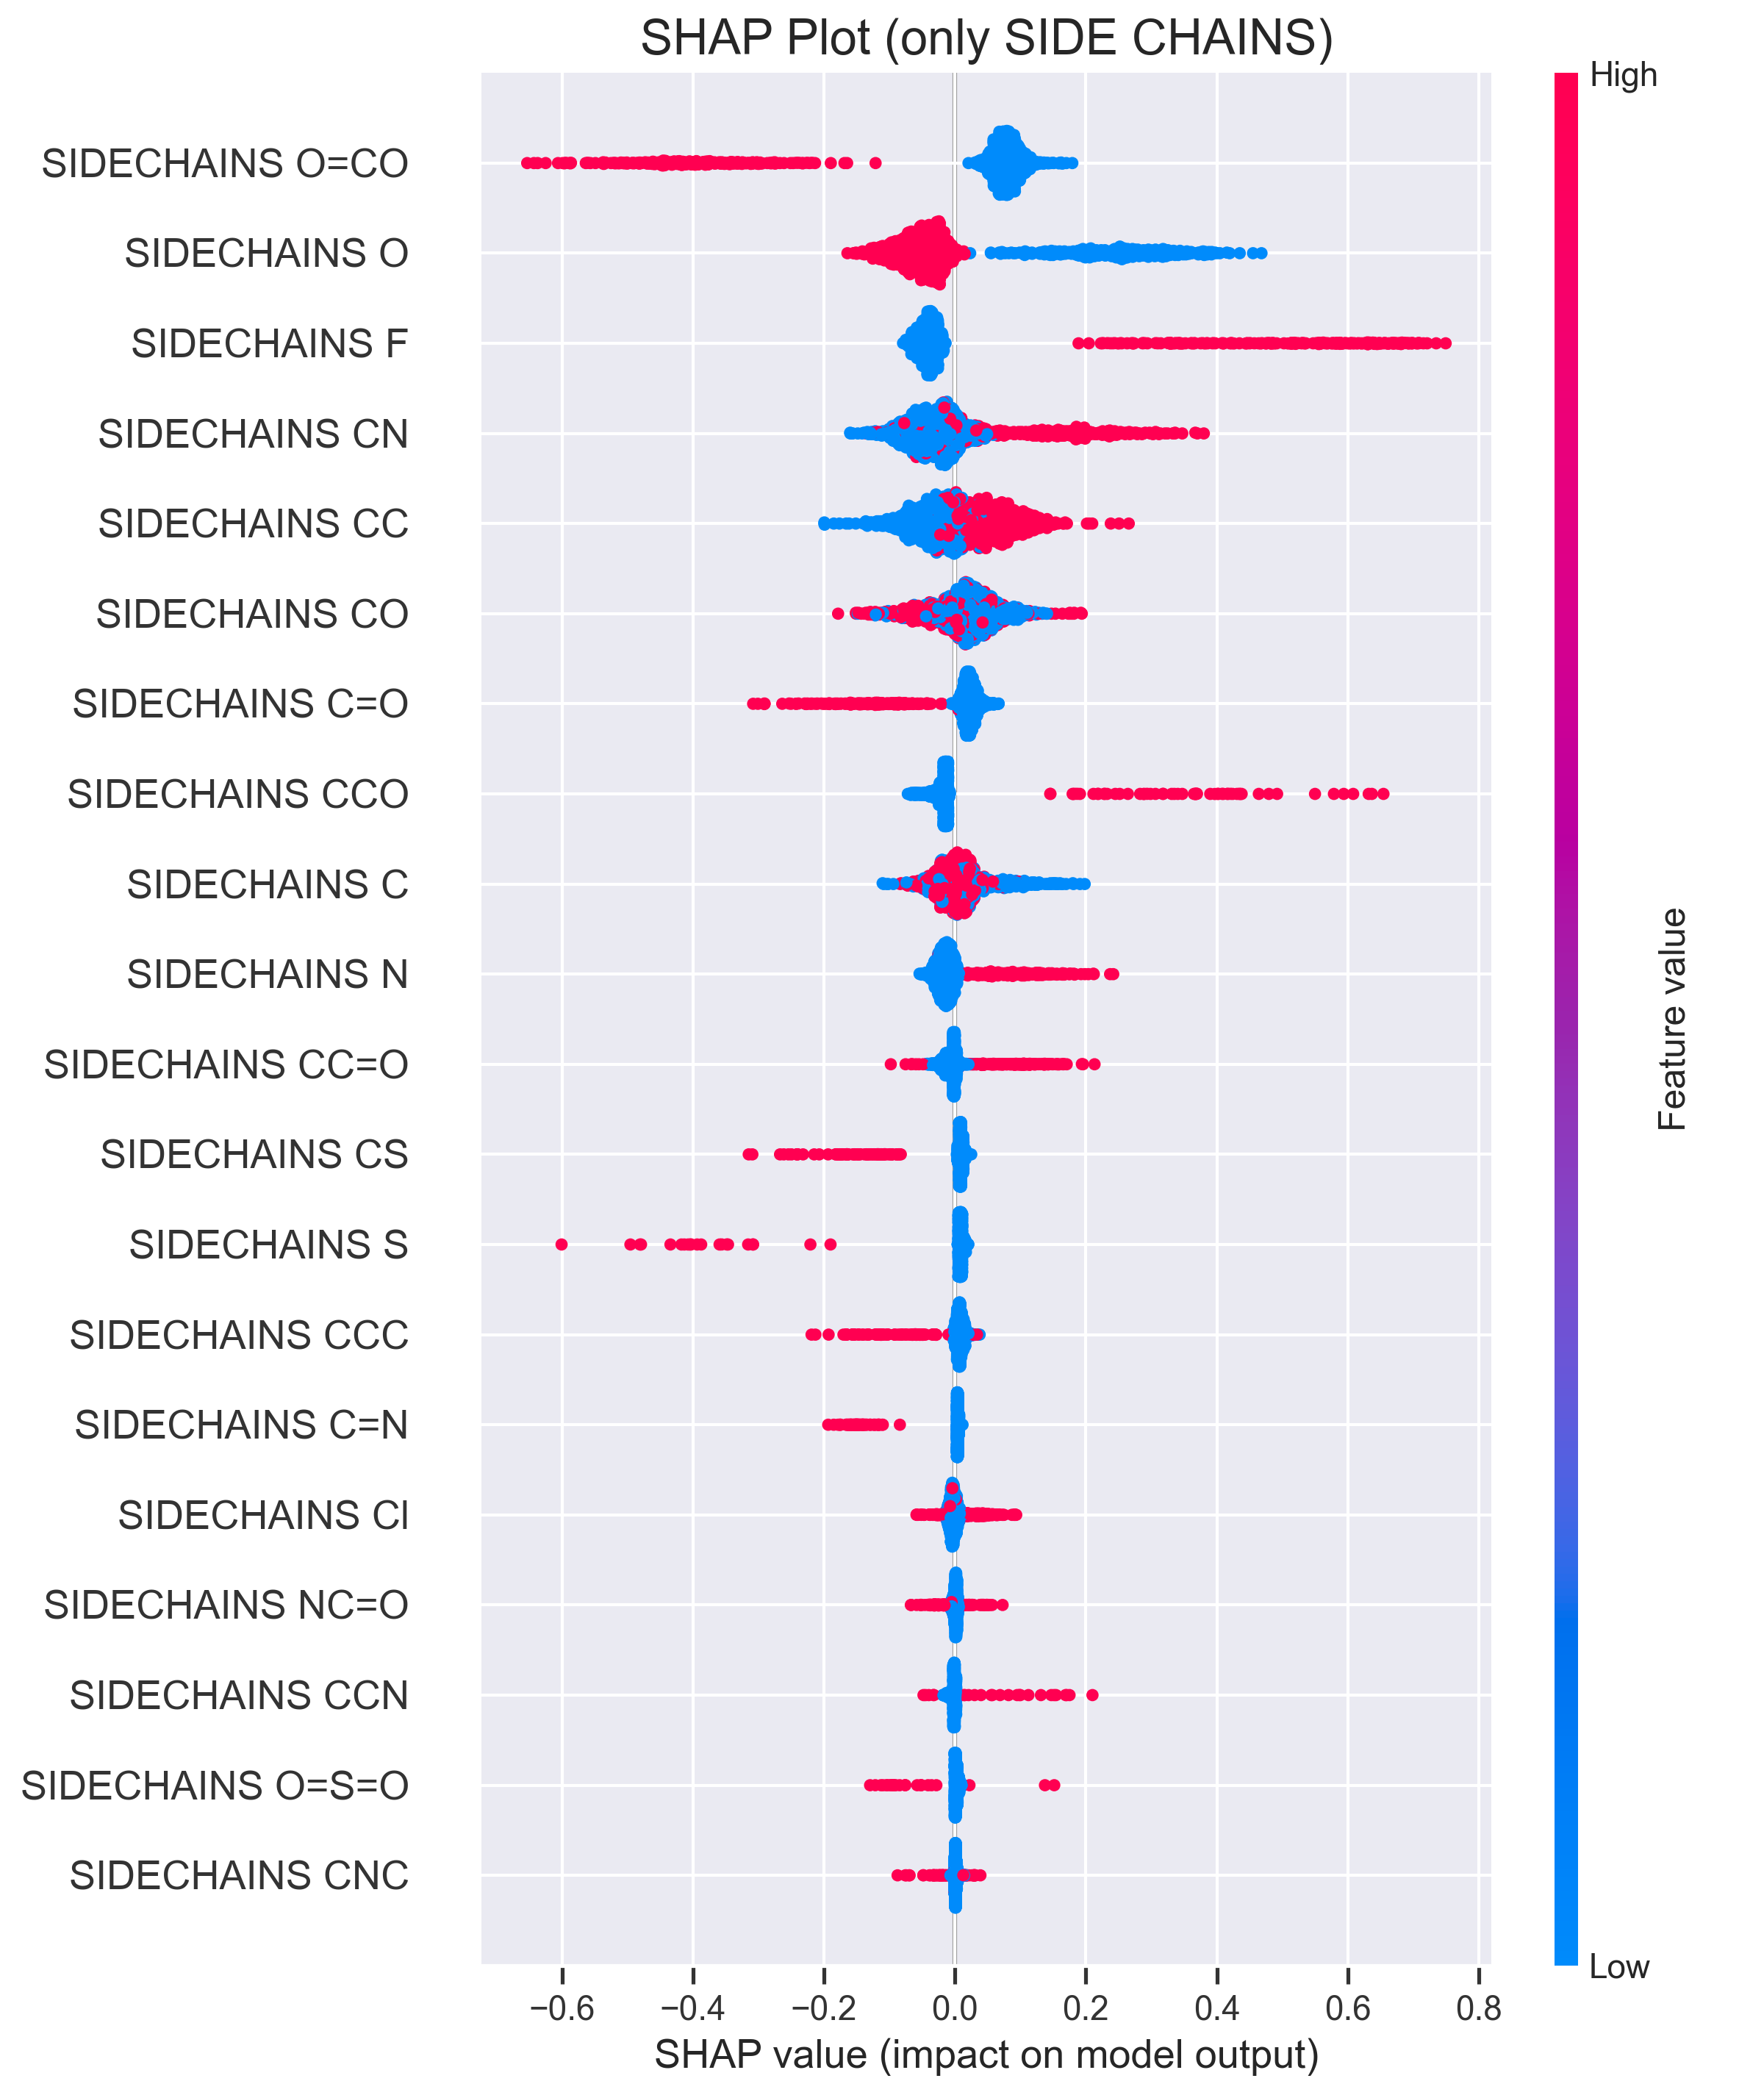 SHAP Plot (only SIDE CHAINS)
High
SIDECHAINS O=CO
SIDECHAINS O
SIDECHAINS F
SIDECHAINS CN
SIDECHAINS CC
SIDECHAINS CO
SIDECHAINS C=O
SIDECHAINS CCO
SIDECHAINS C
SIDECHAINS N
SIDECHAINS CC=O
SIDECHAINS CS
SIDECHAINS S
SIDECHAINS CCC
SIDECHAINS C=N
SIDECHAINS Cl
SIDECHAINS NC=O
SIDECHAINS CCN
SIDECHAINS O=S=O
SIDECHAINS CNC
Feature value
Low
−0.6 −0.4 −0.2 0.0 0.2 0.4 0.6 0.8
SHAP value (impact on model output)